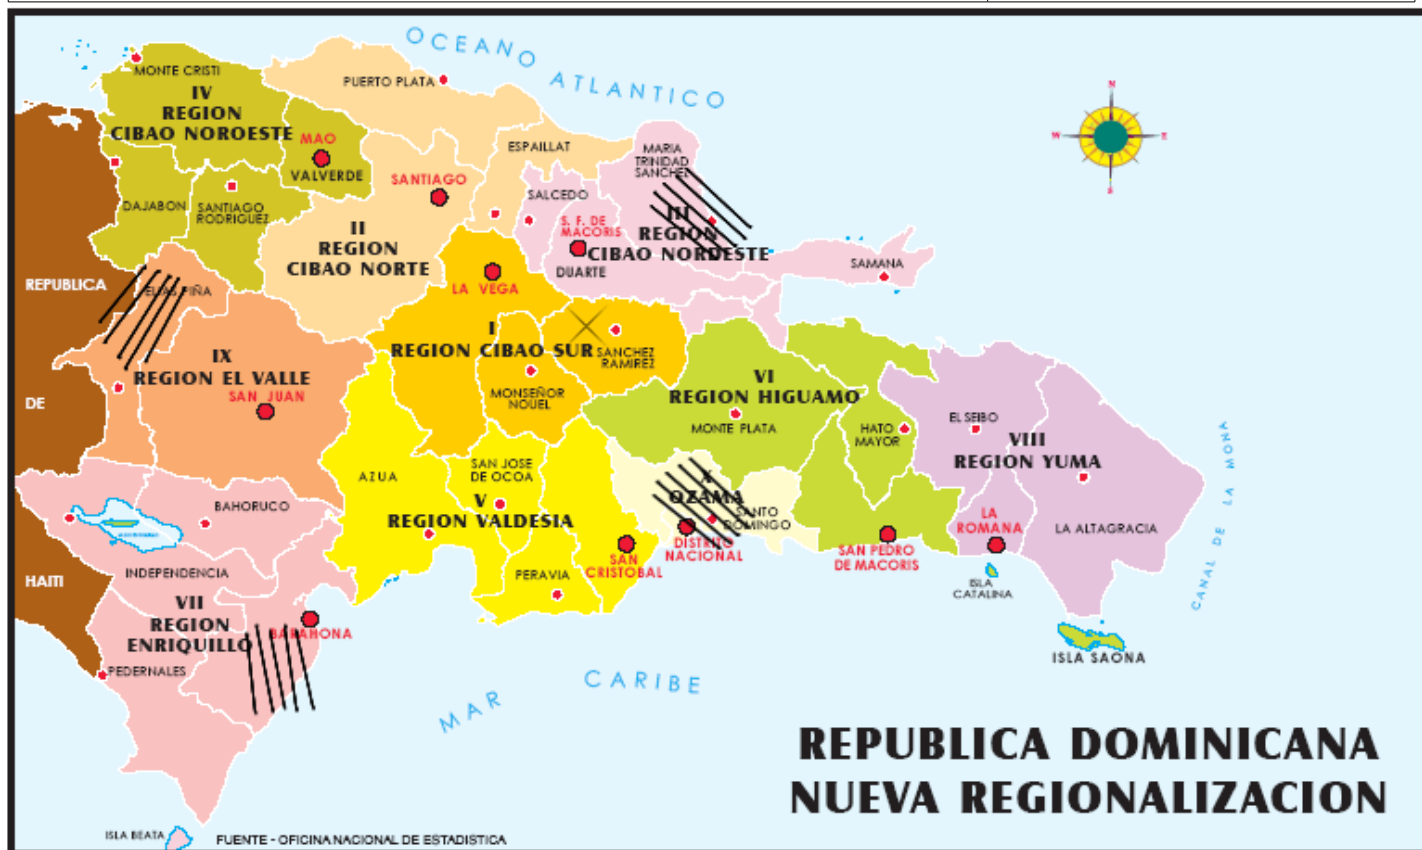 OCEANO
ATLANTICO
MONTE CRISTI
IV
REGION
CIBAO NOROESTE
MAO
VALVERDE
DAJABON
SANTIAGO
RODRIGUEZ
PUERTO PLATA
ESPAILLAT
SANTIAGO
II
REGION
CIBAO NORTE
MARIA
TRINIDAD
SANCHEZ
SALCEDO
S. F. DE
MACORIS
DUARTE
III
REGION
CIBAO NORDESTE
SAMANA
N
W
E
S
REPUBLICA
DE
HAITI
ELIAS PIÑA
IX
REGION EL VALLE
SAN JUAN
LA VEGA
I
REGION CIBAO SUR
SANCHEZ
RAMIREZ
MONSEÑOR
NOUEL
VI
REGION HIGUAMO
MONTE PLATA
HATO
MAYOR
EL SEIBO
VIII
REGION YUMA
LA
ROMANA
LA ALTAGRACIA
CANAL DE LA MONA
AZUA
SAN JOSE
DE OCOA
V
REGION VALDESIA
PERAVIA
SAN
CRISTOBAL
X
OZAMA
SANTO
DOMINGO
DISTRITO
NACIONAL
SAN PEDRO
DE MACORIS
ISLA
CATALINA
ISLA SAONA
BAHORUCO
INDEPENDENCIA
VII
REGION
ENRIQUILLO
BARAHONA
PEDERNALES
MAR CARIBE
ISLA BEATA
FUENTE - OFICINA NACIONAL DE ESTADISTICA
REPUBLICA DOMINICANA
NUEVA REGIONALIZACION